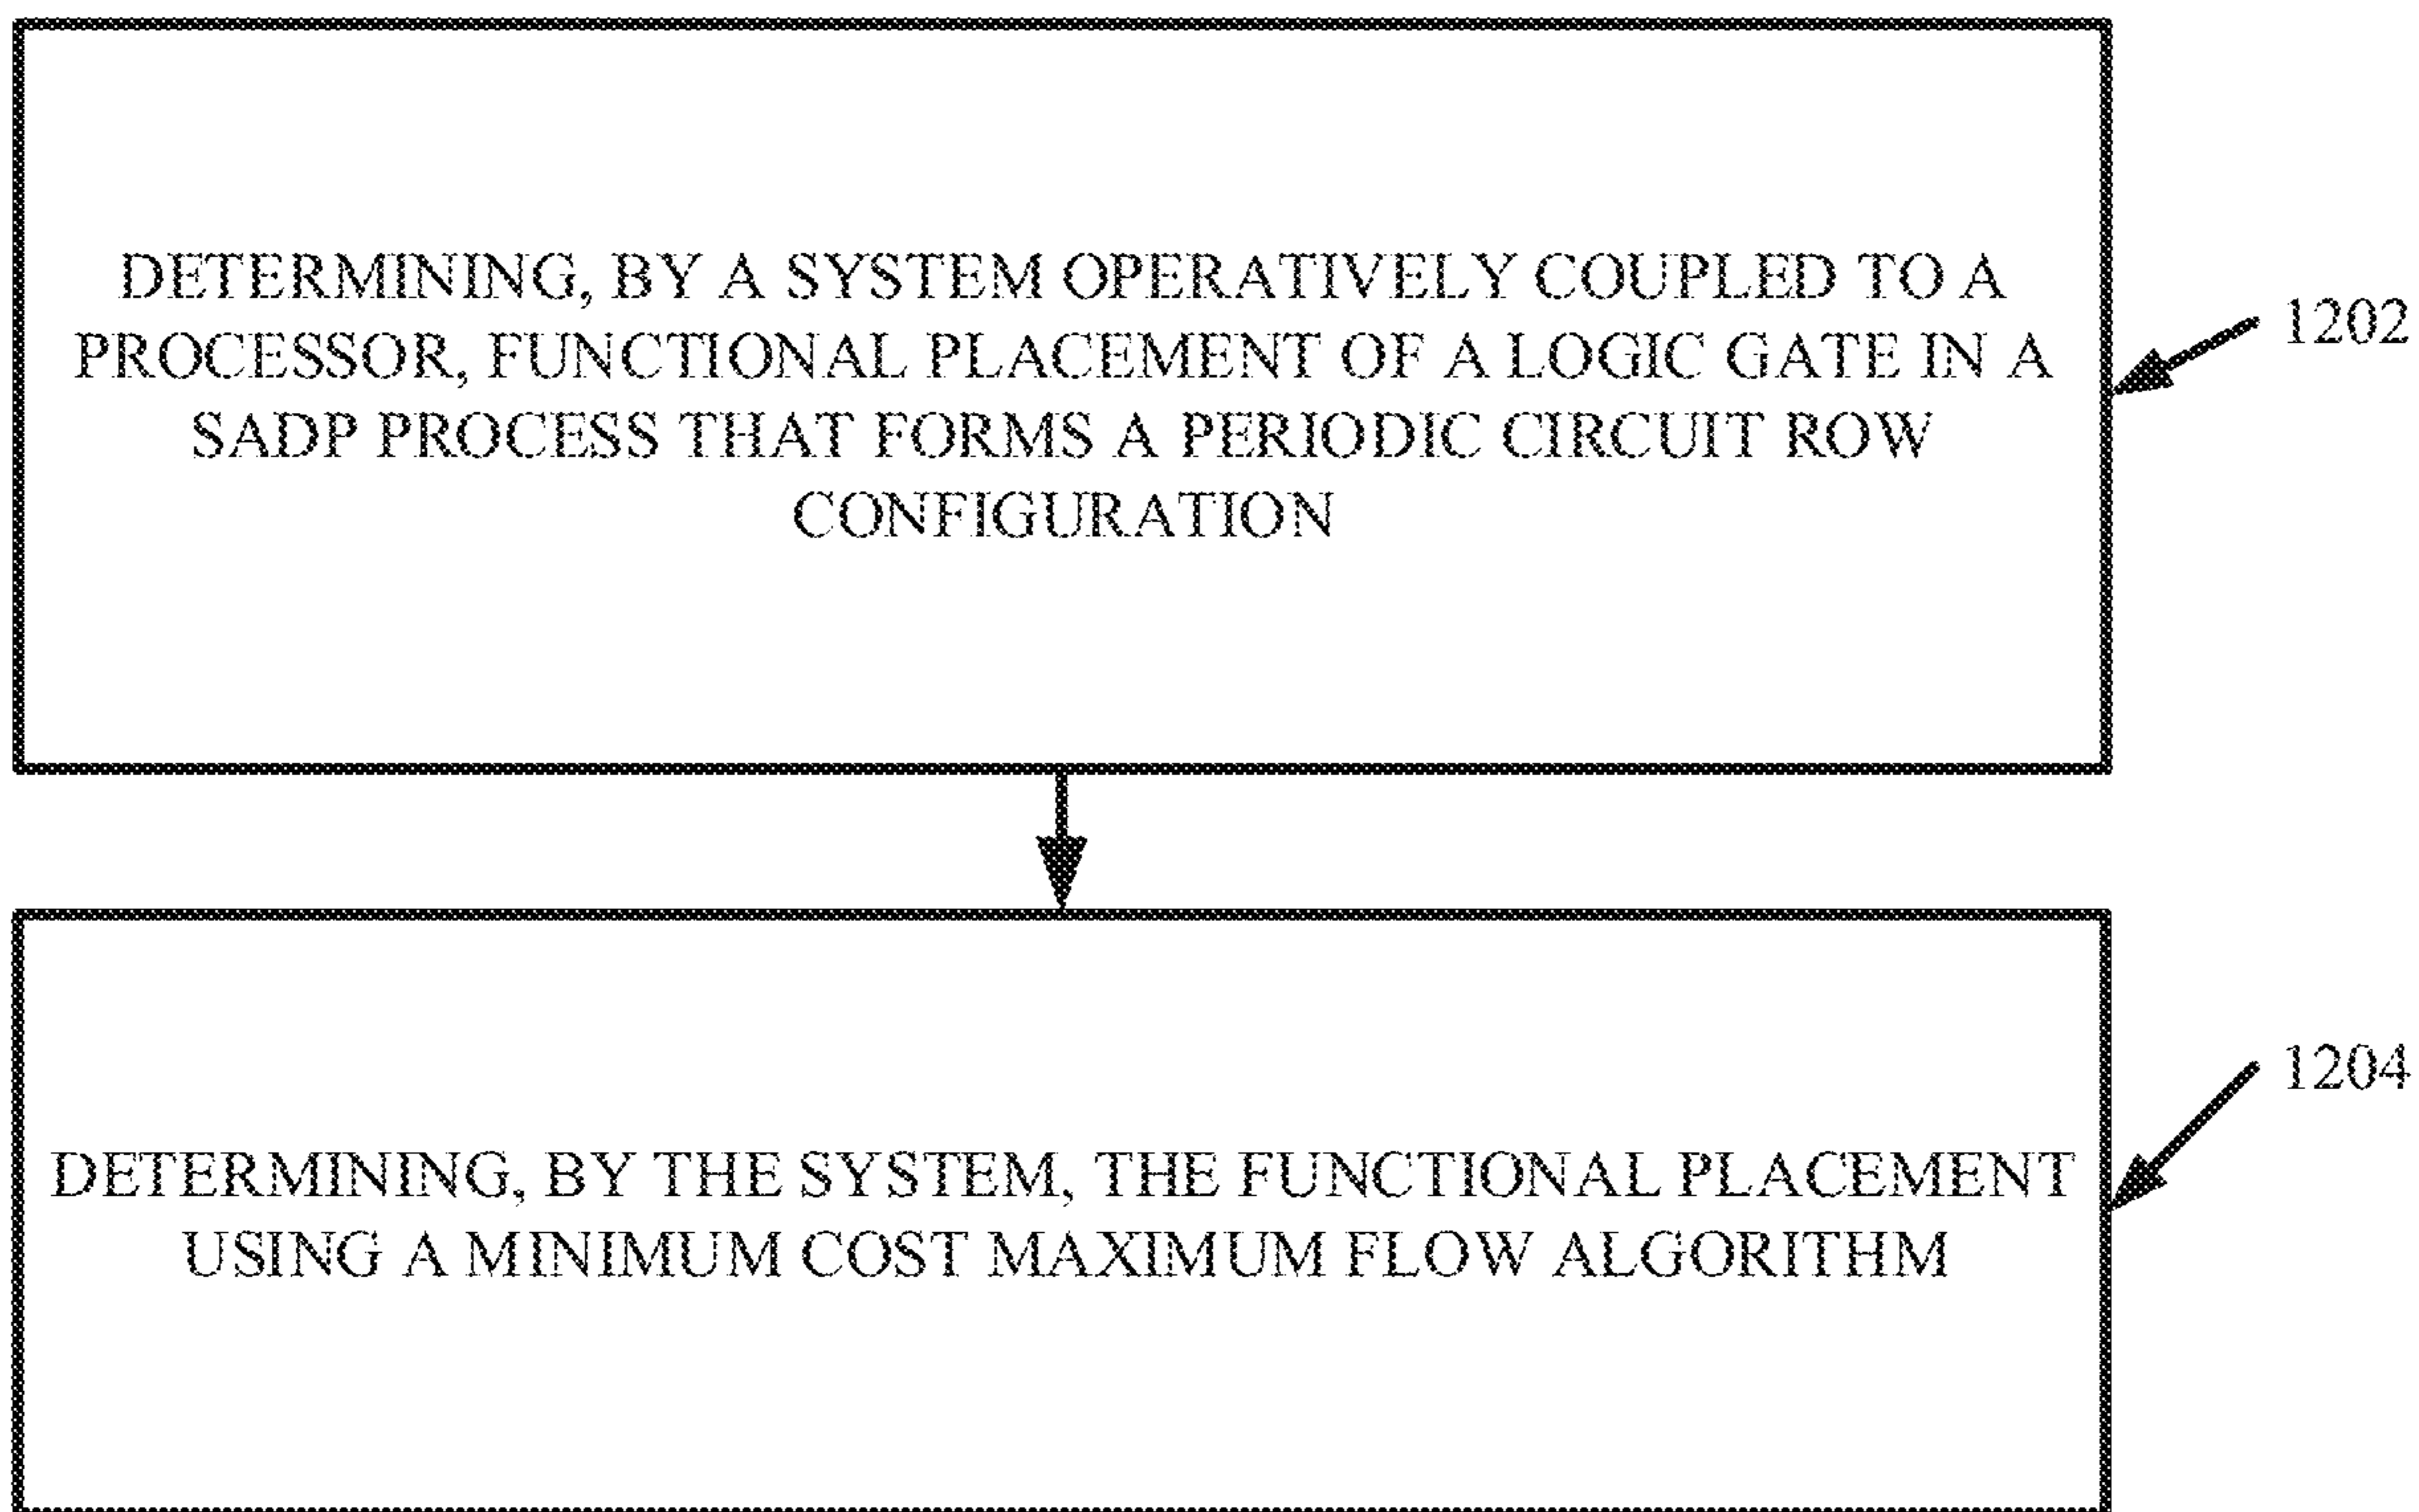 DETERMINING, BY A SYSTEM OPERATIVELY COUPLED TO A
PROCESSOR, FUNCTIONAL PLACEMENT OF A LOGIC GATE IN A
SADP PROCESS THAT FORMS A PERIODIC CIRCUIT ROW
CONFIGURATION
1202
DETERMINING, BY THE SYSTEM, THE FUNCTIONAL PLACEMENT
USING A MINIMUM COST MAXIMUM FLOW ALGORITHM
1204